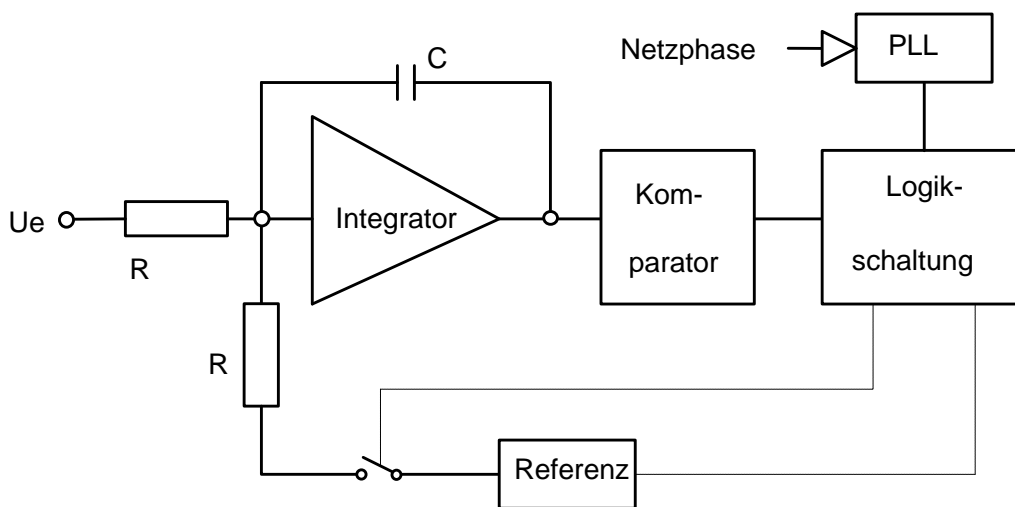 Netzphase
PLL
C
Ue
R
Integrator
Kom-
parator
Logik-
schaltung
R
Referenz